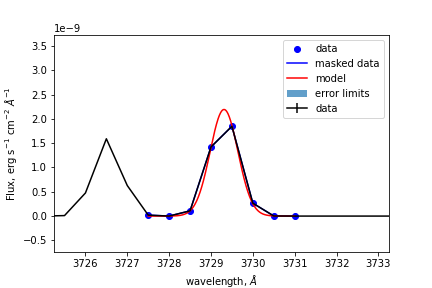 1e−9
3.5
3.0
2.5
2.0
1.5
1.0
0.5
0.0
−0.5
Flux, erg s⁻¹ cm⁻² Å⁻¹
data
masked data
model
error limits
data
3726 3727 3728 3729 3730 3731 3732 3733
wavelength, Å